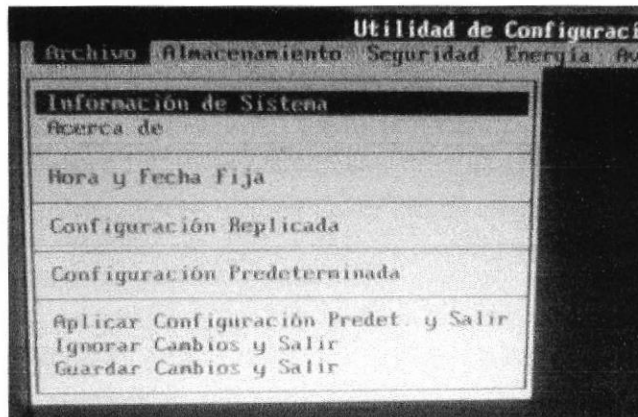 Utilidad de
Archivo Almacenamiento Seguridad Energía
Información de Sistema
Acerca de
Hora y Fecha Fija
Configuración Replicada
Configuración Predeterminada
Aplicar Configuración Predet. y Salir
Ignorar Cambios y Salir
Guardar Cambios y Salir